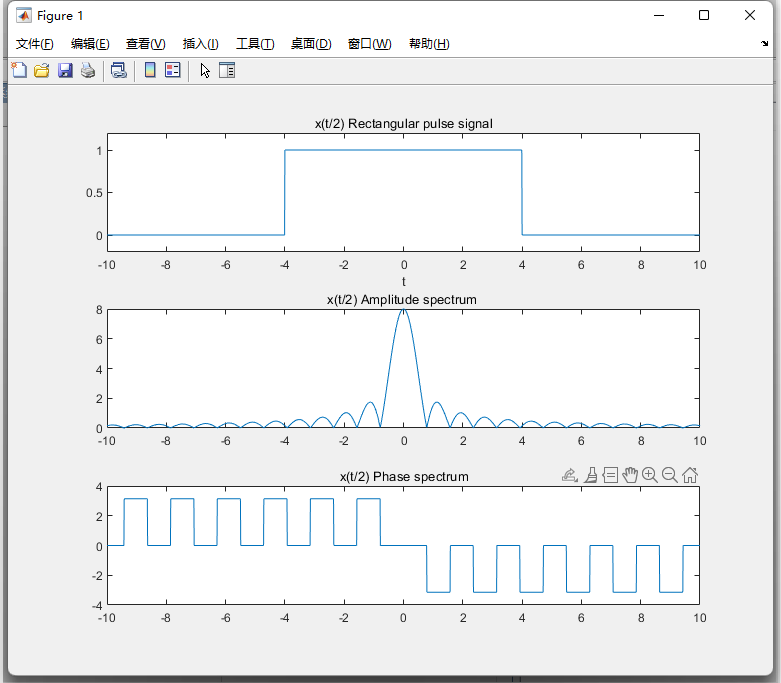 Figure 1
文件(F) 编辑(E) 查看(V) 插入(I) 工具(T) 桌面(D) 窗口(W) 帮助(H)
x(t/2) Rectangular pulse signal
1
0.5
0
-10 -8 -6 -4 -2 0 2 4 6 8 10
t
x(t/2) Amplitude spectrum
8
6
4
2
0
-10 -8 -6 -4 -2 0 2 4 6 8 10
x(t/2) Phase spectrum
4
2
0
-2
-4
-10 -8 -6 -4 -2 0 2 4 6 8 10